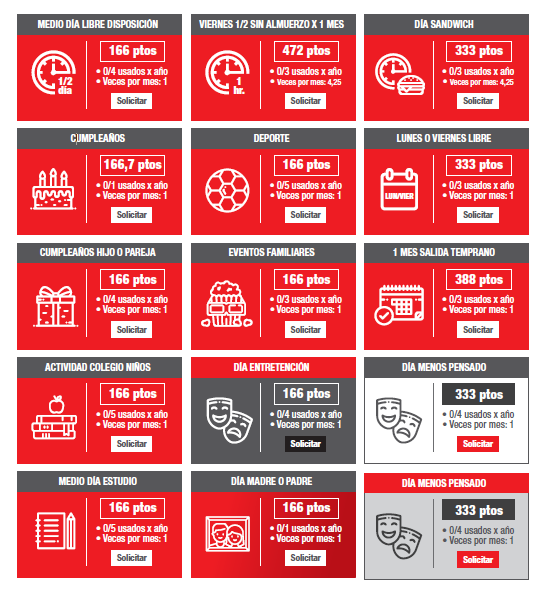 MEDIO DÍA LIBRE DISPOSICIÓN
166 ptos
1/2
día
• 0/4 usados x año
• Veces por mes: 1
Solicitar
VIERNES 1/2 SIN ALMUERZO X 1 MES
472 ptos
1
hr.
• 0/3 usados x año
• Veces por mes: 4,25
Solicitar
DÍA SANDWICH
333 ptos
• 0/3 usados x año
• Veces por mes: 4,25
Solicitar
CUMPLEAÑOS
166,7 ptos
• 0/1 usados x año
• Veces por mes: 1
Solicitar
DEPORTE
166 ptos
• 0/5 usados x año
• Veces por mes: 1
Solicitar
LUNES O VIERNES LIBRE
333 ptos
LUN/VIER
• 0/3 usados x año
• Veces por mes: 1
Solicitar
CUMPLEAÑOS HIJO O PAREJA
166 ptos
• 0/4 usados x año
• Veces por mes: 1
Solicitar
EVENTOS FAMILIARES
166 ptos
• 0/3 usados x año
• Veces por mes: 1
Solicitar
1 MES SALIDA TEMPRANO
388 ptos
• 0/3 usados x año
• Veces por mes: 1
Solicitar
ACTIVIDAD COLEGIO NIÑOS
166 ptos
• 0/5 usados x año
• Veces por mes: 1
Solicitar
DÍA ENTRETENCIÓN
166 ptos
• 0/4 usados x año
• Veces por mes: 1
Solicitar
DÍA MENOS PENSADO
333 ptos
• 0/4 usados x año
• Veces por mes: 1
Solicitar
MEDIO DÍA ESTUDIO
166 ptos
• 0/5 usados x año
• Veces por mes: 1
Solicitar
DÍA MADRE O PADRE
166 ptos
• 0/1 usados x año
• Veces por mes: 1
Solicitar
DÍA MENOS PENSADO
333 ptos
• 0/4 usados x año
• Veces por mes: 1
Solicitar